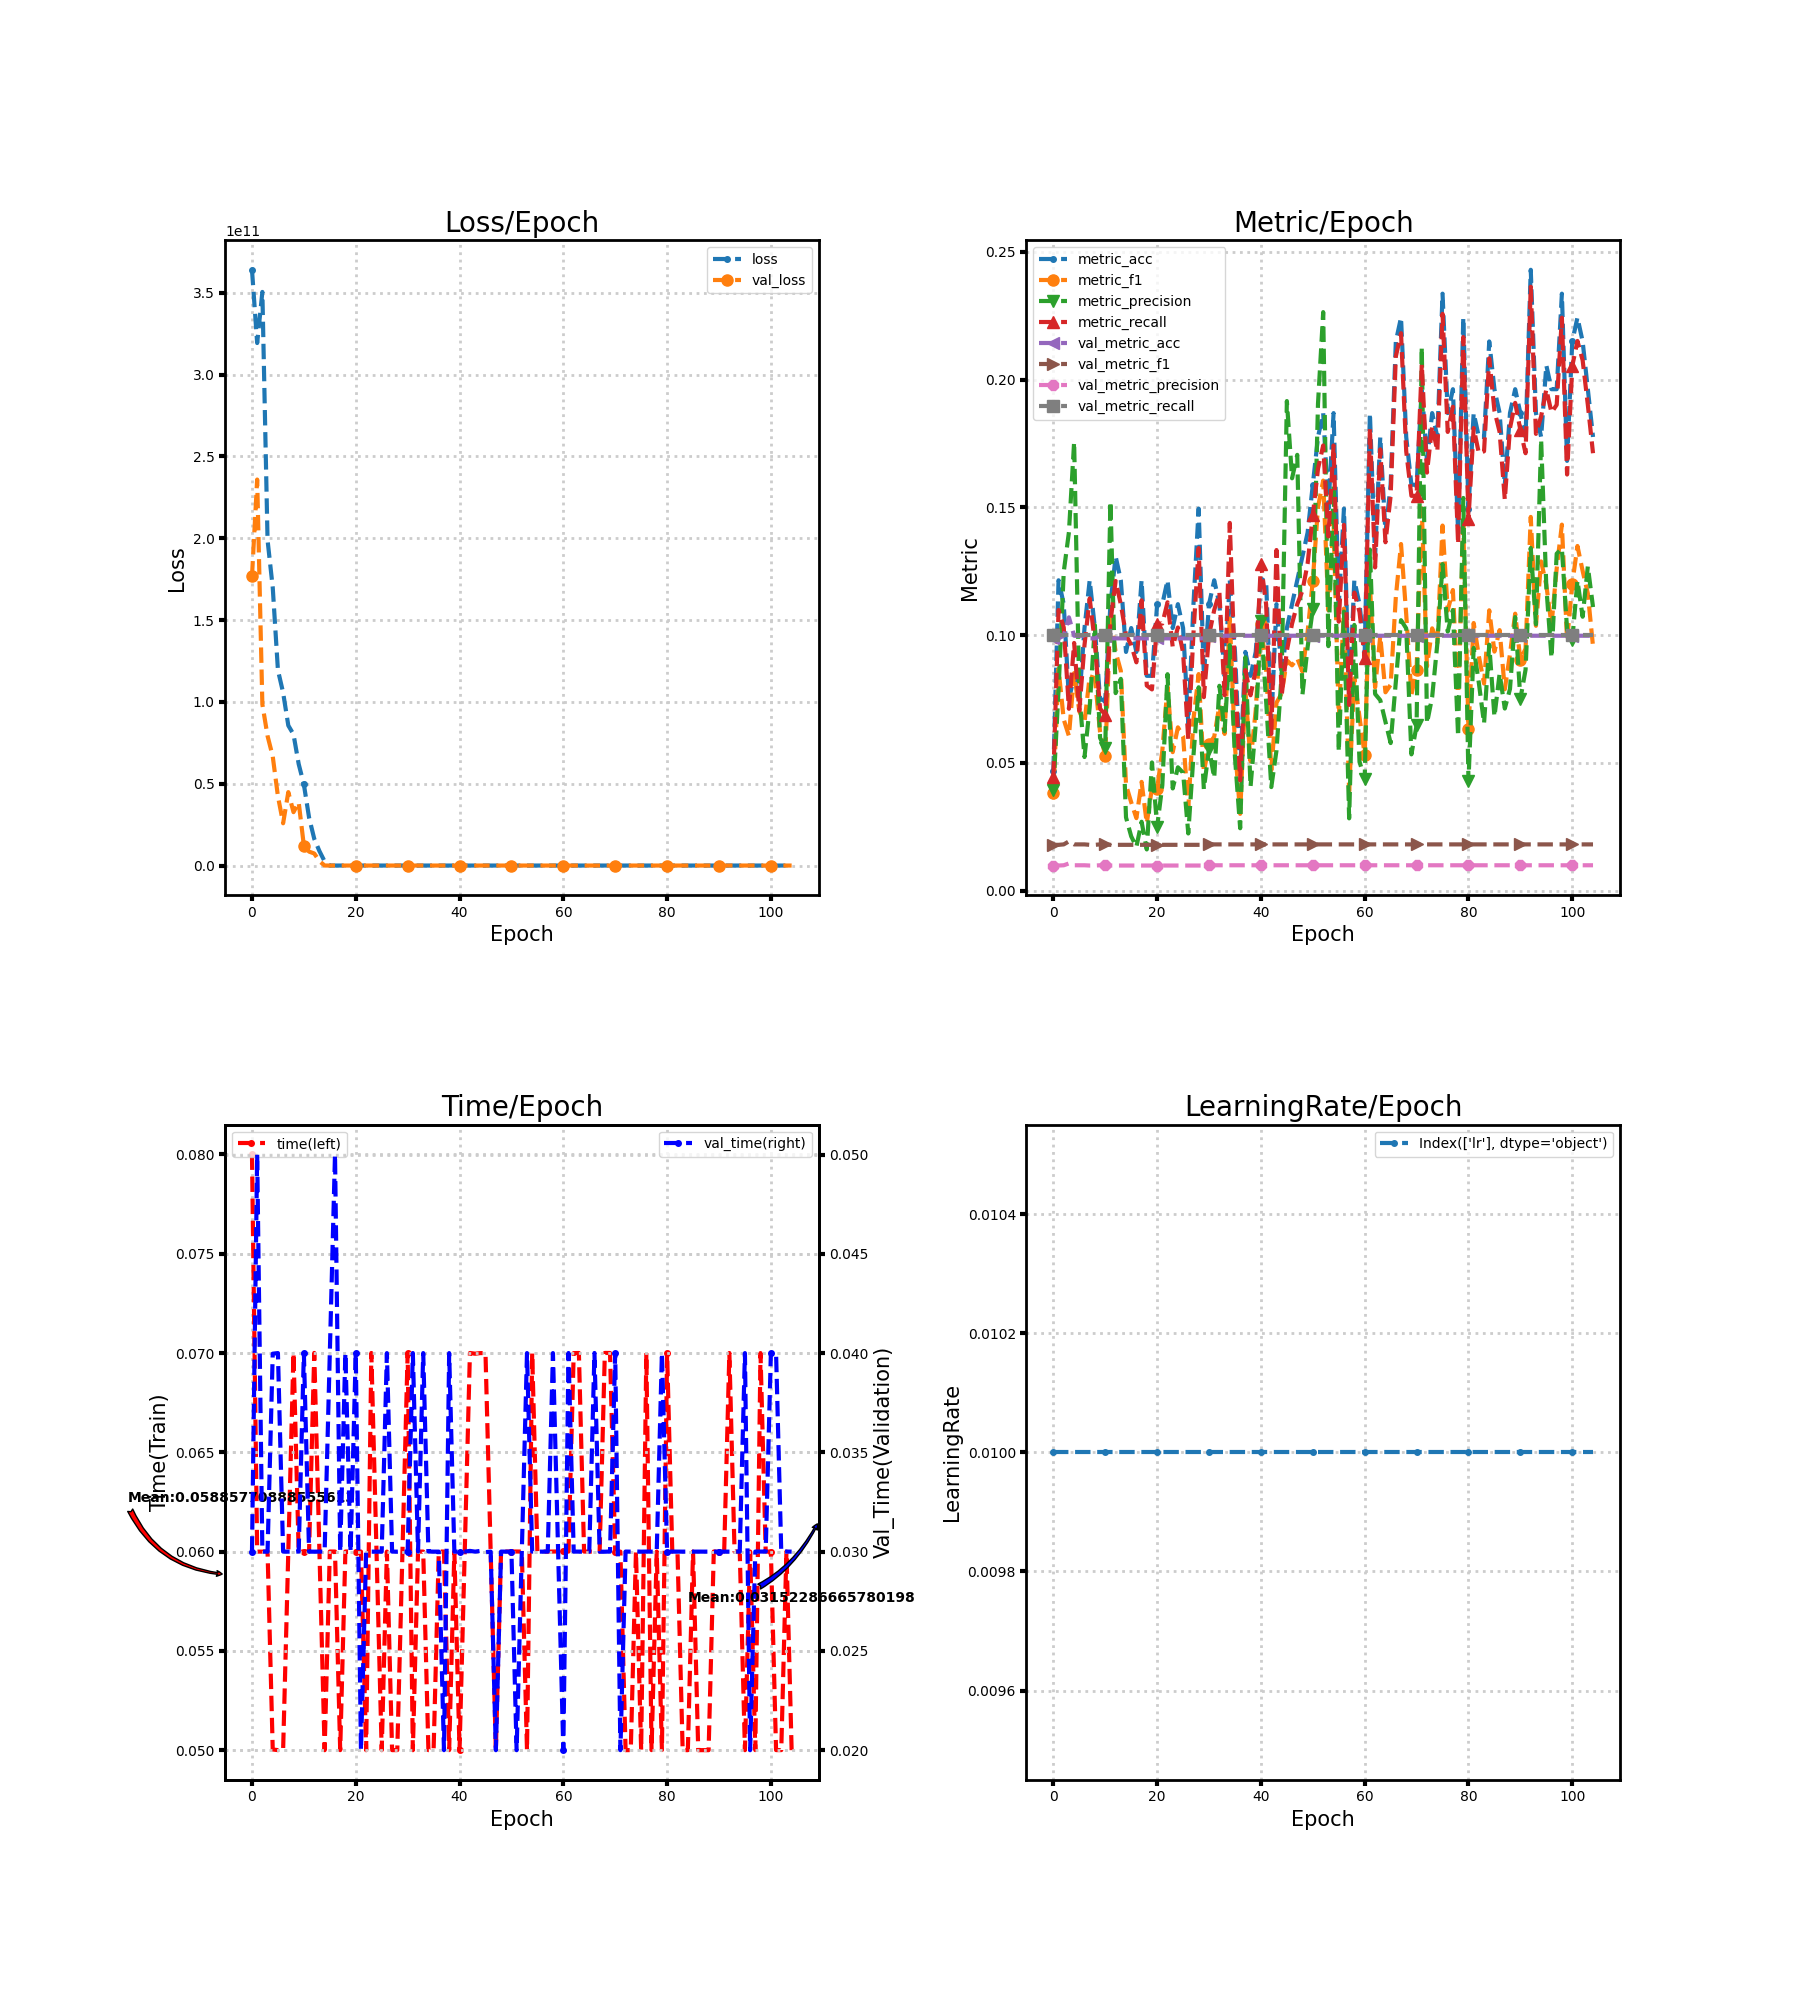 Loss/Epoch
1e11
loss
val_loss
3.5
3.0
2.5
2.0
1.5
1.0
0.5
0.0
Loss
0 20 40 60 80 100
Epoch
Metric/Epoch
metric_acc
metric_f1
metric_precision
metric_recall
val_metric_acc
val_metric_f1
val_metric_precision
val_metric_recall
0.25
0.20
0.15
0.10
0.05
0.00
Metric
0 20 40 60 80 100
Epoch
Time/Epoch
time(left)
val_time(right)
0.080
0.075
0.070
0.065
0.060
0.055
0.050
Time(Train)
0.050
0.045
0.040
0.035
0.030
0.025
0.020
Val_Time(Validation)
0 20 40 60 80 100
Epoch
LearningRate/Epoch
Index(['lr'], dtype='object')
0.0104
0.0102
0.0100
0.0098
0.0096
LearningRate
0 20 40 60 80 100
Epoch